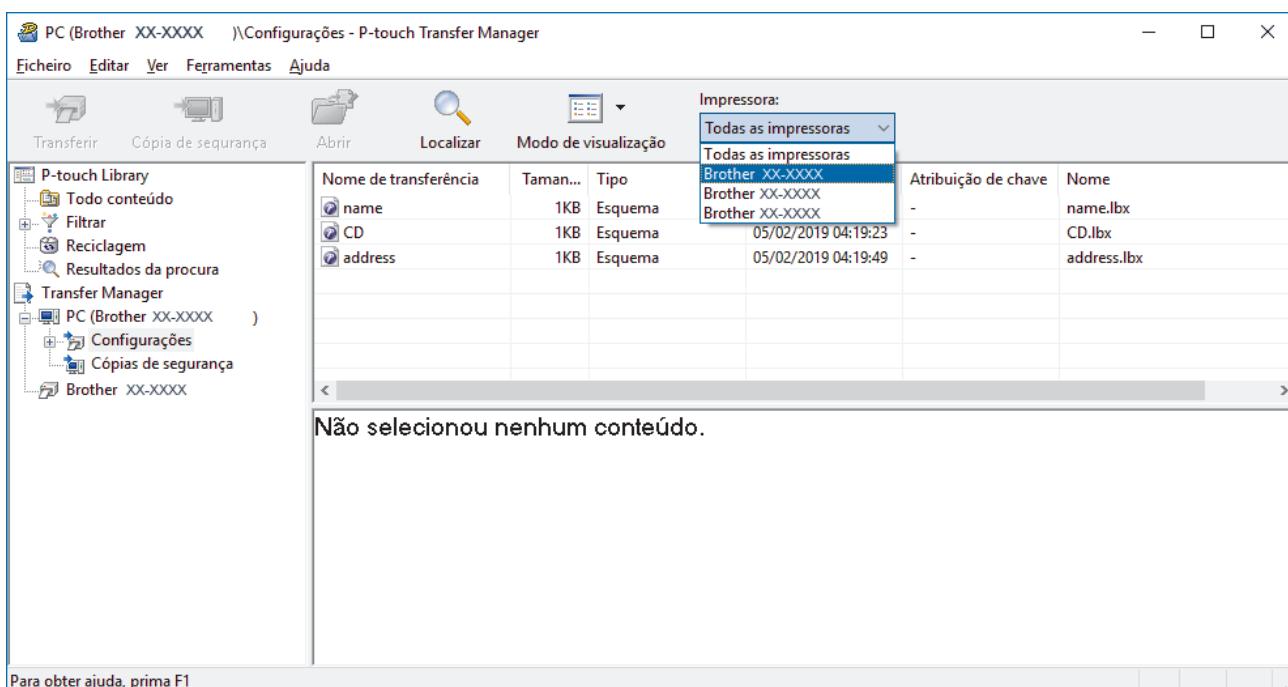 PC (Brother XX-XXXX )\Configurações - P-touch Transfer Manager
Ficheiro Editar Ver Ferramentas Ajuda
Transferir Cópia de segurança Abrir Localizar Modo de visualização
Impressora:
Todas as impressoras
Todas as impressoras
Brother XX-XXXX
Brother XX-XXXX
Brother XX-XXXX
P-touch Library
Todo conteúdo
Filtrar
Reciclagem
Resultados da procura
Transfer Manager
PC (Brother XX-XXXX )
Configurações
Cópias de segurança
Brother XX-XXXX
Nome de transferência Taman... Tipo Atribuição de chave Nome
name 1KB Esquema - name.lbx
CD 1KB Esquema 05/02/2019 04:19:23 - CD.lbx
address 1KB Esquema 05/02/2019 04:19:49 - address.lbx
Não selecionou nenhum conteúdo.
Para obter ajuda, prima F1